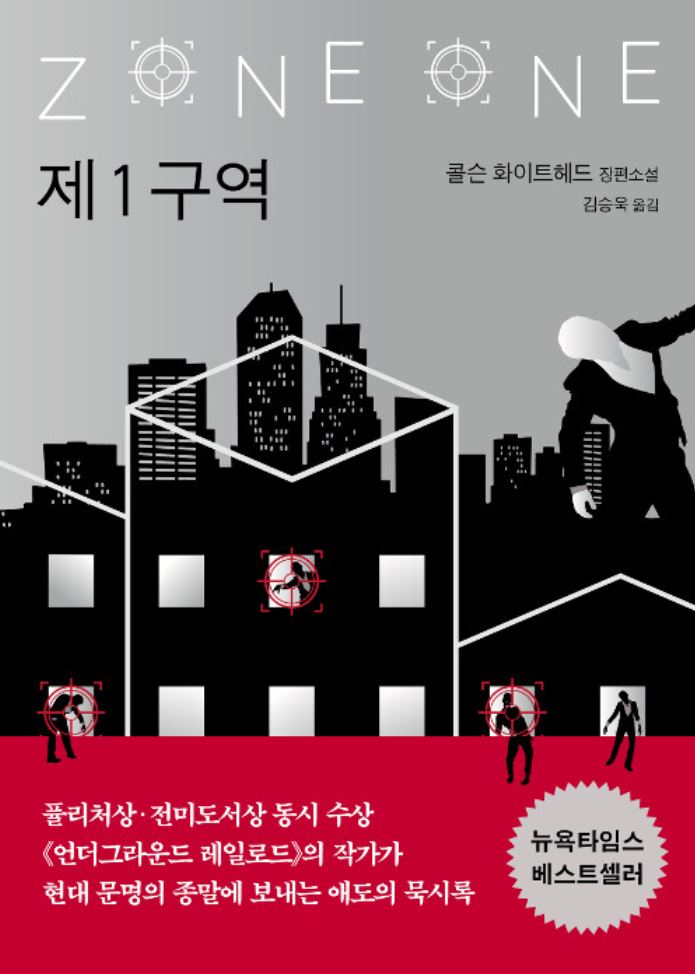 ZONE ONE
제1구역
콜슨 화이트헤드 장편소설
김승욱 옮김
퓰리처상·전미도서상 동시 수상
《언더그라운드 레일로드》의 작가가
현대 문명의 종말에 보내는 애도의 묵시록
뉴욕타임스
베스트셀러